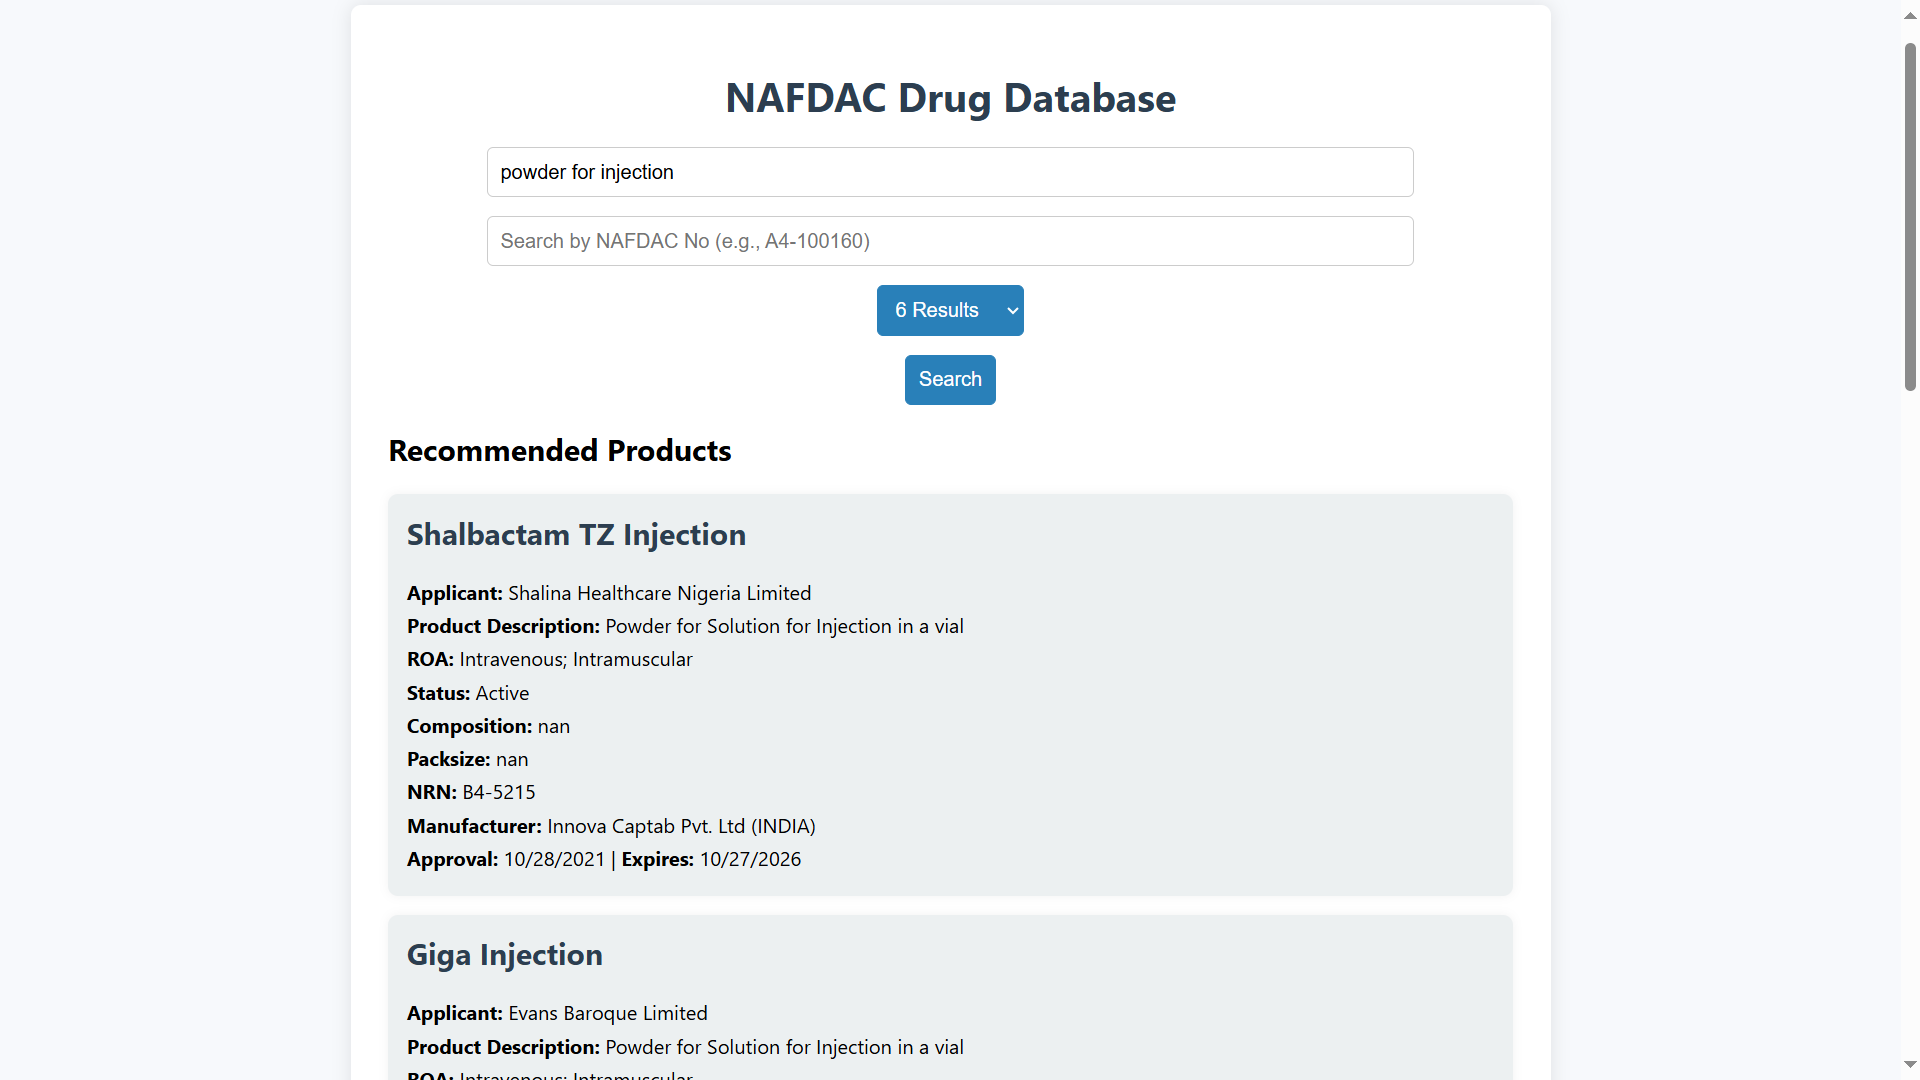 NAFDAC Drug Database
powder for injection
Search by NAFDAC No (e.g., A4-100160)
6 Results
Search
Recommended Products
Shalbactam TZ Injection
Applicant: Shalina Healthcare Nigeria Limited
Product Description: Powder for Solution for Injection in a vial
ROA: Intravenous; Intramuscular
Status: Active
Composition: nan
Packsize: nan
NRN: B4-5215
Manufacturer: Innova Captab Pvt. Ltd (INDIA)
Approval: 10/28/2021 | Expires: 10/27/2026
Giga Injection
Applicant: Evans Baroque Limited
Product Description: Powder for Solution for Injection in a vial
ROA: Intravenous; Intramuscular